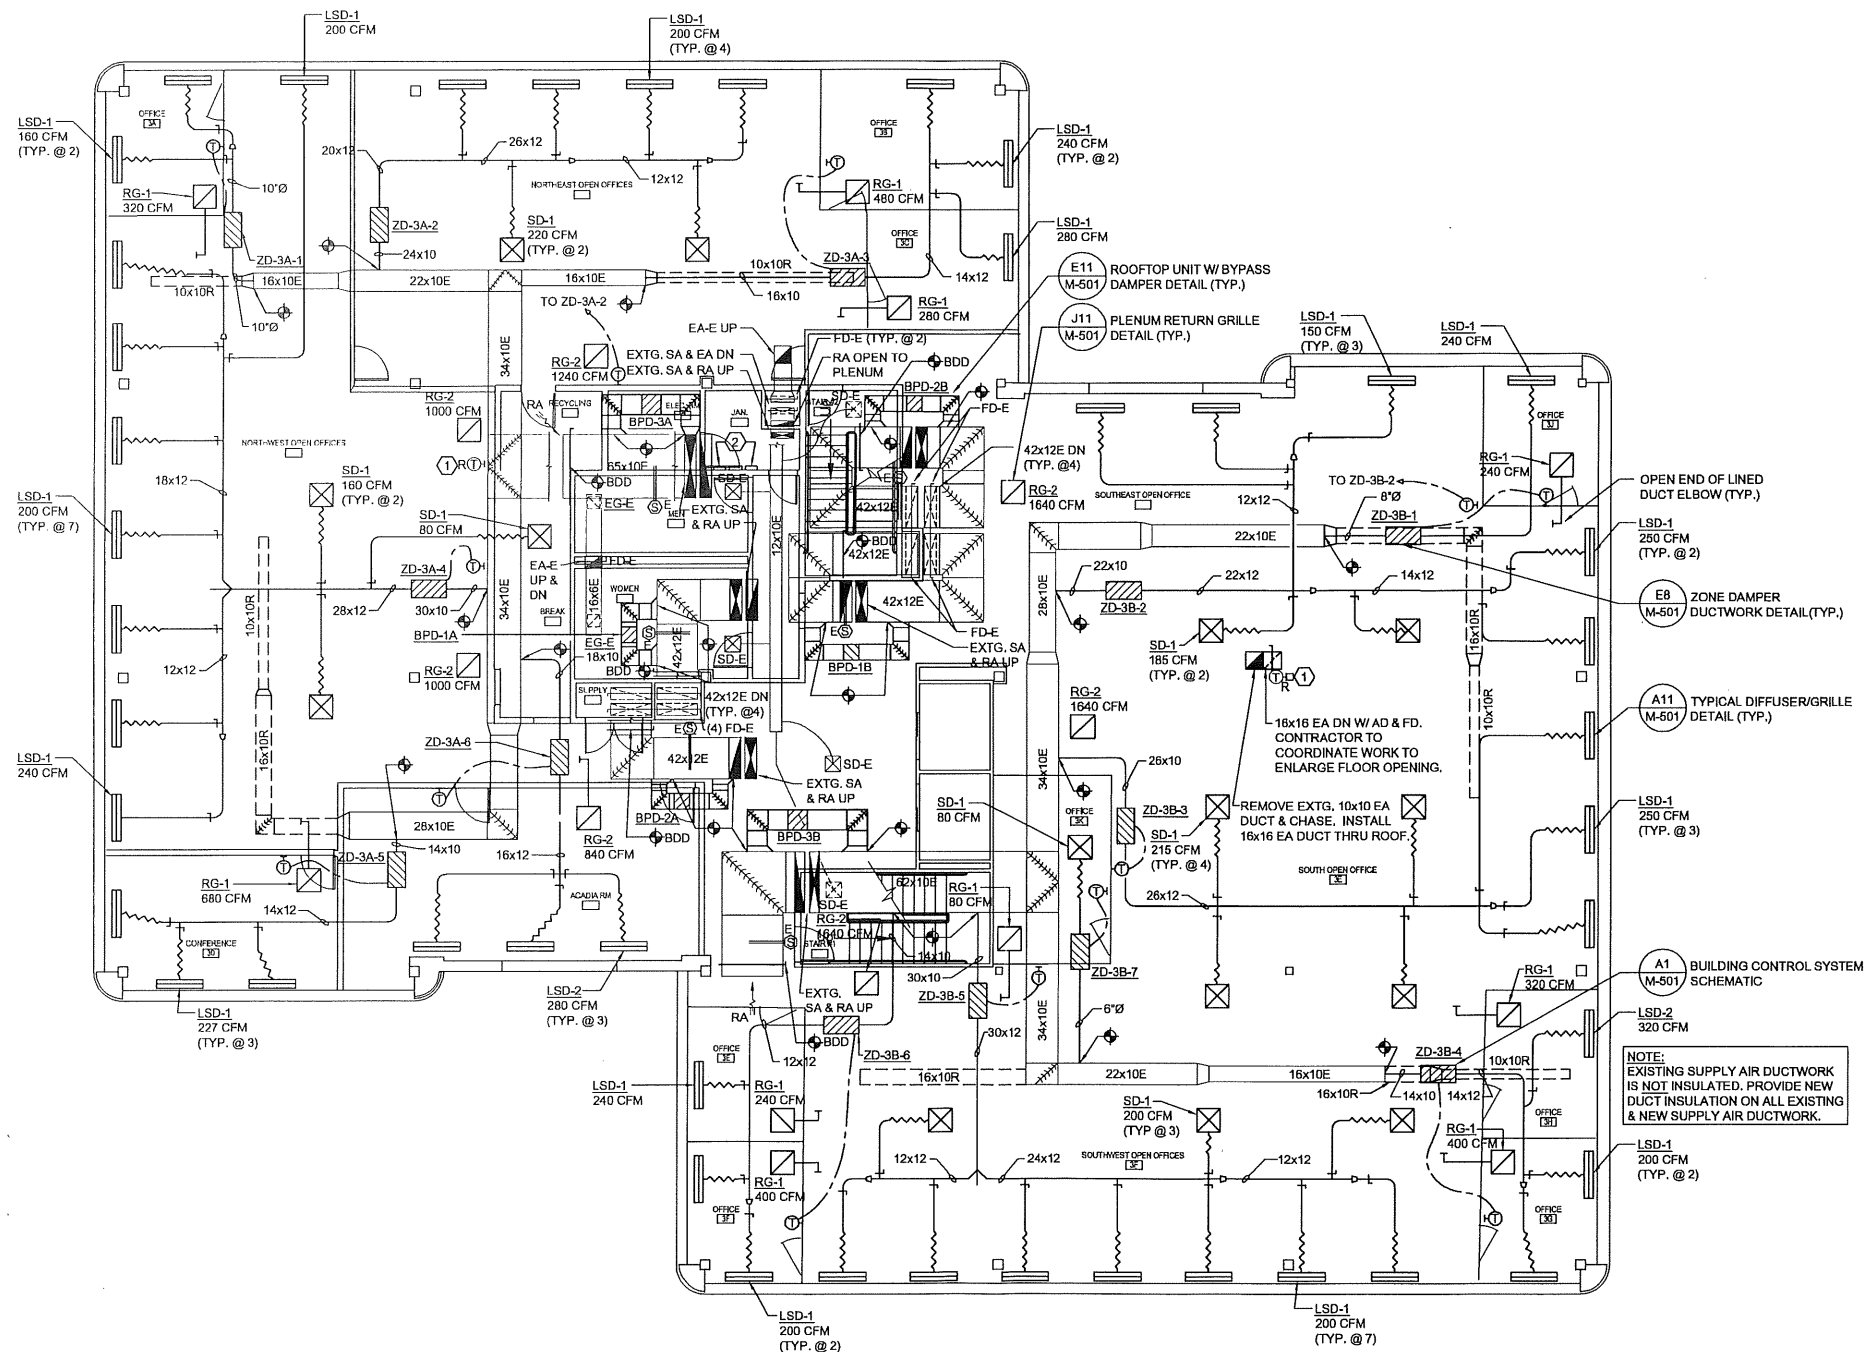 LSD-1
200 CFM
LSD-1
200 CFM
(TYP. @ 4)
OFFICE
3A
LSD-1
160 CFM
(TYP. @ 2)
RG-1
320 CFM
10"Ø
20x12
26x12
12x12
NORTHEAST OPEN OFFICES
ZD-3A-2
24x10
SD-1
220 CFM
(TYP. @ 2)
OFFICE
3B
RG-1
480 CFM
LSD-1
240 CFM
(TYP. @ 2)
OFFICE
3C
LSD-1
280 CFM
14x12
ZD-3A-1
ZD-3A-3
10x10R
16x10E
22x10E
16x10E
10x10R
16x10
10"Ø
TO ZD-3A-2
RG-1
280 CFM
E11
M-501
ROOFTOP UNIT W/ BYPASS
DAMPER DETAIL (TYP.)
J11
M-501
PLENUM RETURN GRILLE
DETAIL (TYP.)
EA-E UP
FD-E (TYP. @ 2)
EXTG. SA & EA DN
EXTG. SA & RA UP
RA OPEN TO
PLENUM
BDD
34x10E
RG-2
1240 CFM
BPD-2B
FD-E
RG-2
1000 CFM
RA
RECYCLING
BPD-3A
JAN.
2
SD-E
42x12E DN
(TYP. @4)
NORTHWEST OPEN OFFICES
1
R
T
65x10E
BDD
SD-E
RG-2
1640 CFM
18x12
SD-1
160 CFM
(TYP. @ 2)
EG-E
MEN
EXTG. SA
& RA UP
42x12E
12x10E
LSD-1
200 CFM
(TYP. @ 7)
SD-1
80 CFM
FD-E
BDD
42x12E
EA-E
UP &
DN
ZD-3A-4
28x12
30x10
34x10E
WOMEN
BREAK
16x6E
BPD-1A
EG-E
18x10
BDD
42x12E
SD-E
42x12E
BPD-1B
FD-E
EXTG. SA
& RA UP
10x10R
12x12
RG-2
1000 CFM
SUPPLY
42x12E DN
(TYP. @4)
(4) FD-E
16x10R
ZD-3A-6
42x12E
SD-E
EXTG. SA
& RA UP
LSD-1
240 CFM
28x10E
BPD-2A
BDD
BPD-3B
RG-2
840 CFM
16x12
ZD-3A-5
14x10
RG-1
680 CFM
14x12
ACADIA RM
CONFERENCE
3D
LSD-1
227 CFM
(TYP. @ 3)
LSD-2
280 CFM
(TYP. @ 3)
62x10E
SD-E
RG-2
1640 CFM
RG-1
80 CFM
STAIR #1
14x10
30x10
EXTG.
SA & RA UP
RA
BDD
12x12
ZD-3B-6
ZD-3B-5
30x12
LSD-1
150 CFM
(TYP. @ 3)
LSD-1
240 CFM
OFFICE
3J
RG-1
240 CFM
SOUTHEAST OPEN OFFICE
TO ZD-3B-2
8"Ø
12x12
ZD-3B-1
OPEN END OF LINED
DUCT ELBOW (TYP.)
LSD-1
250 CFM
(TYP. @ 2)
22x10E
28x10E
22x10
22x12
14x12
ZD-3B-2
E8
M-501
ZONE DAMPER
DUCTWORK DETAIL(TYP.)
SD-1
185 CFM
(TYP. @ 2)
16x10R
T
R
1
RG-2
1640 CFM
16x16 EA DN W/ AD & FD.
CONTRACTOR TO
COORDINATE WORK TO
ENLARGE FLOOR OPENING.
10x10R
A11
M-501
TYPICAL DIFFUSER/GRILLE
DETAIL (TYP.)
34x10E
26x10
SD-1
80 CFM
OFFICE
3K
ZD-3B-3
SD-1
215 CFM
(TYP. @ 4)
REMOVE EXTG. 10x10 EA
DUCT & CHASE. INSTALL
16x16 EA DUCT THRU ROOF.
LSD-1
250 CFM
(TYP. @ 3)
SOUTH OPEN OFFICE
3E
26x12
ZD-3B-7
34x10E
6"Ø
A1
M-501
BUILDING CONTROL SYSTEM
SCHEMATIC
RG-1
320 CFM
LSD-2
320 CFM
NOTE:
EXISTING SUPPLY AIR DUCTWORK
IS NOT INSULATED. PROVIDE NEW
DUCT INSULATION ON ALL EXISTING
& NEW SUPPLY AIR DUCTWORK.
OFFICE
3E
LSD-1
240 CFM
RG-1
240 CFM
16x10R
22x10E
16x10E
16x10R
ZD-3B-4
14x10
14x12
10x10R
SD-1
200 CFM
(TYP @ 3)
OFFICE
3H
RG-1
400 CFM
LSD-1
200 CFM
(TYP. @ 2)
12x12
24x12
SOUTHWEST OPEN OFFICES
3F
12x12
RG-1
400 CFM
OFFICE
3F
OFFICE
3G
LSD-1
200 CFM
(TYP. @ 2)
LSD-1
200 CFM
(TYP. @ 7)